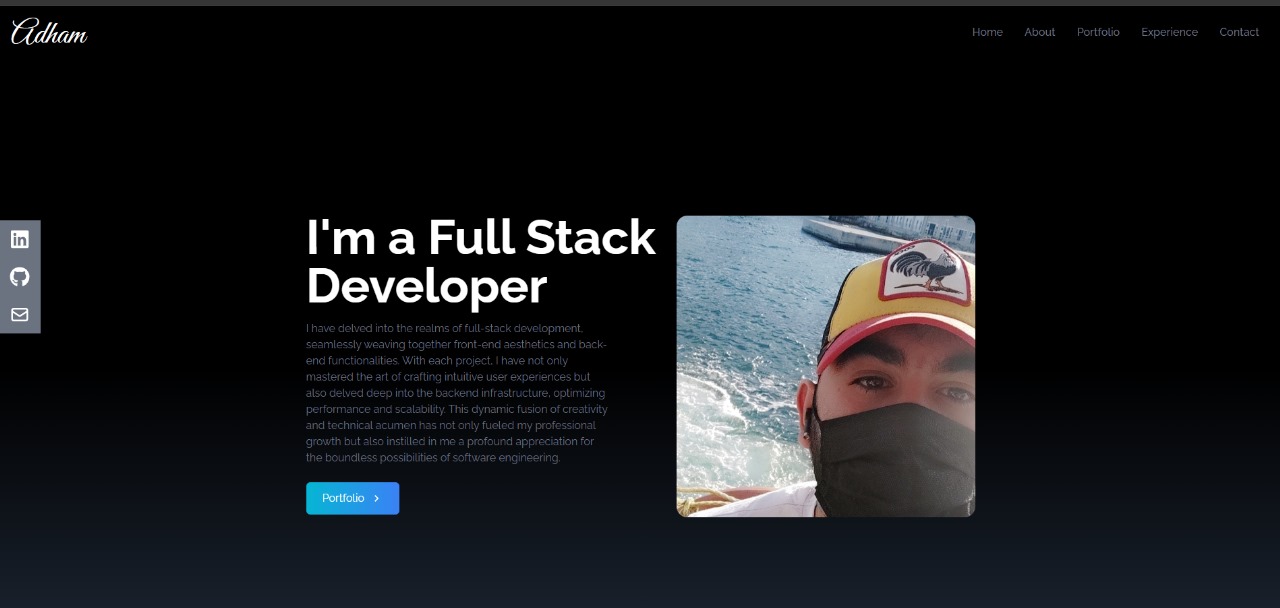 Adham
Home About Portfolio Experience Contact
I'm a Full Stack
Developer
I have delved into the realms of full-stack development,
seamlessly weaving together front-end aesthetics and back-
end functionalities. With each project, I have not only
mastered the art of crafting intuitive user experiences but
also delved deep into the backend infrastructure, optimizing
performance and scalability. This dynamic fusion of creativity
and technical acumen has not only fueled my professional
growth but also instilled in me a profound appreciation for
the boundless possibilities of software engineering.
Portfolio